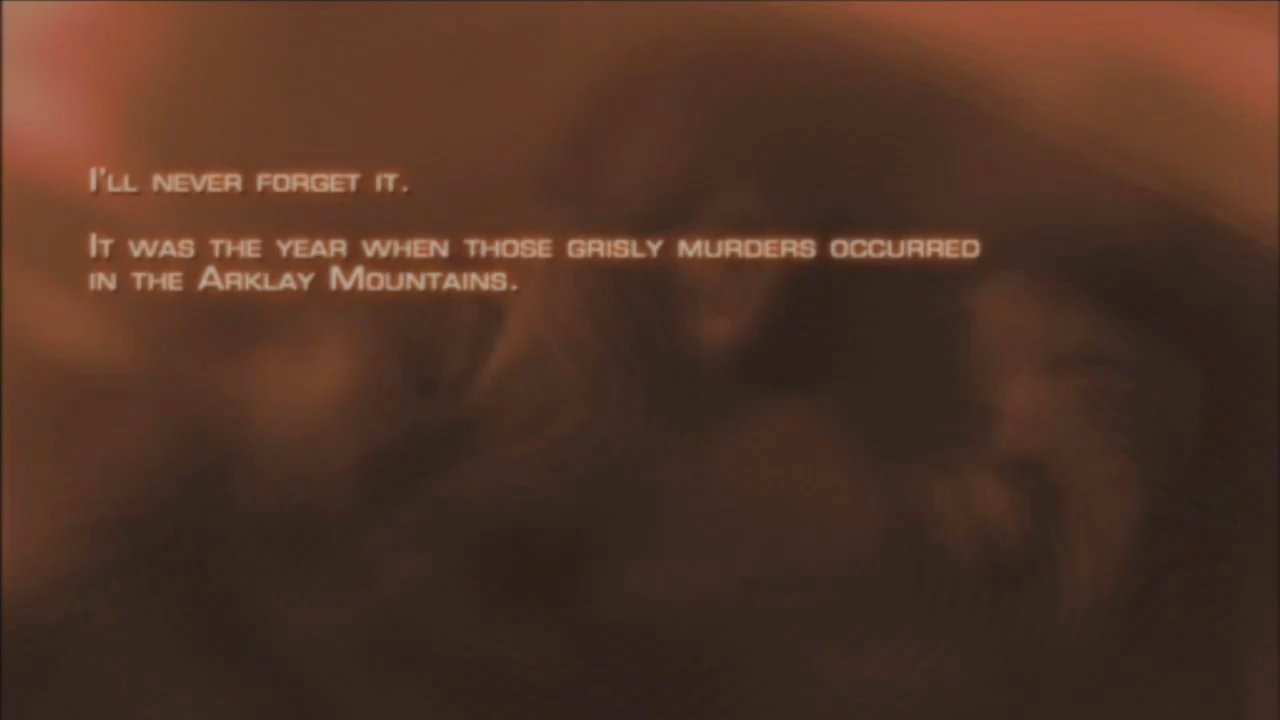 I'll never forget it.
It was the year when those grisly murders occurred
in the Arklay Mountains.